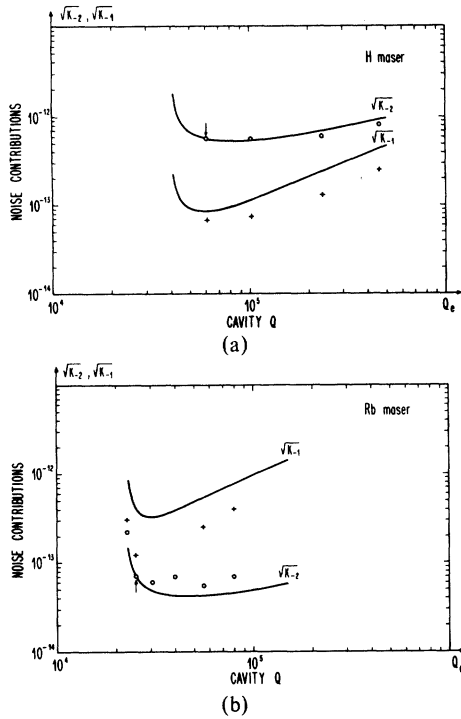 √K₋₂ , √K₋₁
H maser
NOISE CONTRIBUTIONS
10⁻¹²
10⁻¹³
10⁻¹⁴
√K₋₂
√K₋₁
10⁴
10⁵
Qe
CAVITY Q
(a)
√K₋₂ , √K₋₁
Rb maser
NOISE CONTRIBUTIONS
10⁻¹²
10⁻¹³
10⁻¹⁴
√K₋₁
√K₋₂
10⁴
10⁵
CAVITY Q
(b)